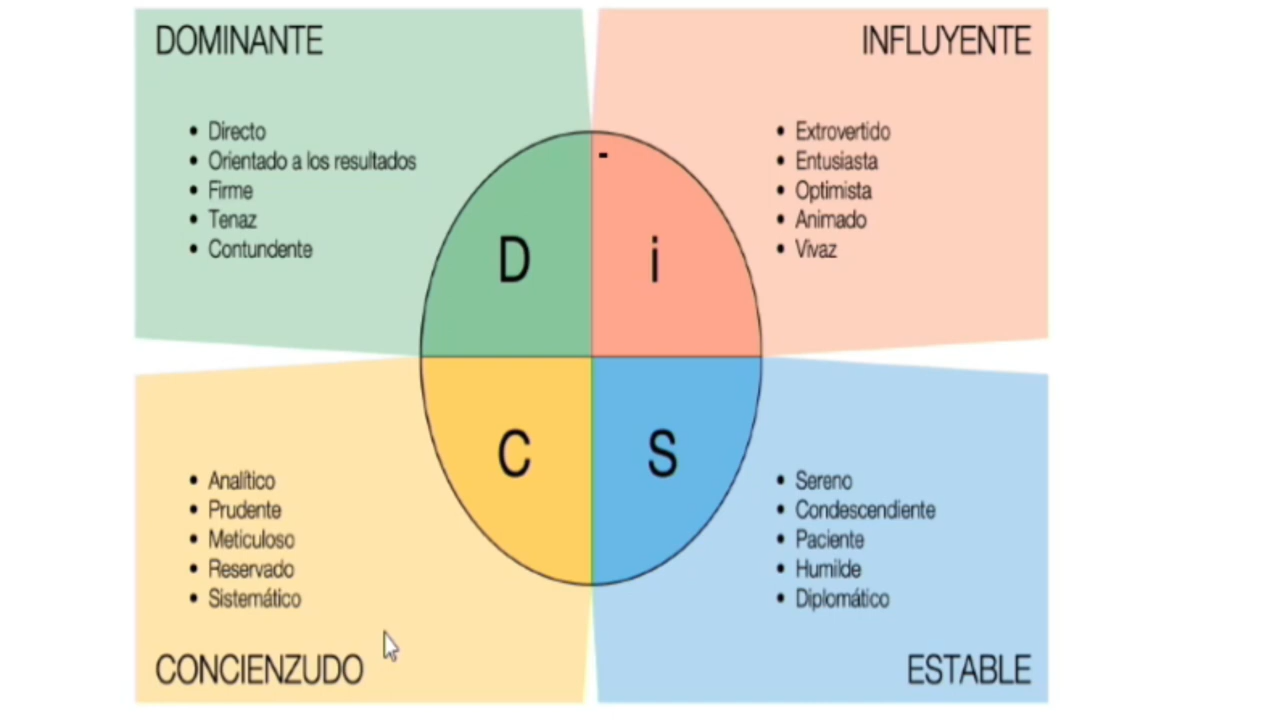 DOMINANTE
• Directo
• Orientado a los resultados
• Firme
• Tenaz
• Contundente
INFLUYENTE
• Extrovertido
• Entusiasta
• Optimista
• Animado
• Vivaz
-
D
i
C
S
• Analítico
• Prudente
• Meticuloso
• Reservado
• Sistemático
CONCIENZUDO
• Sereno
• Condescendiente
• Paciente
• Humilde
• Diplomático
ESTABLE